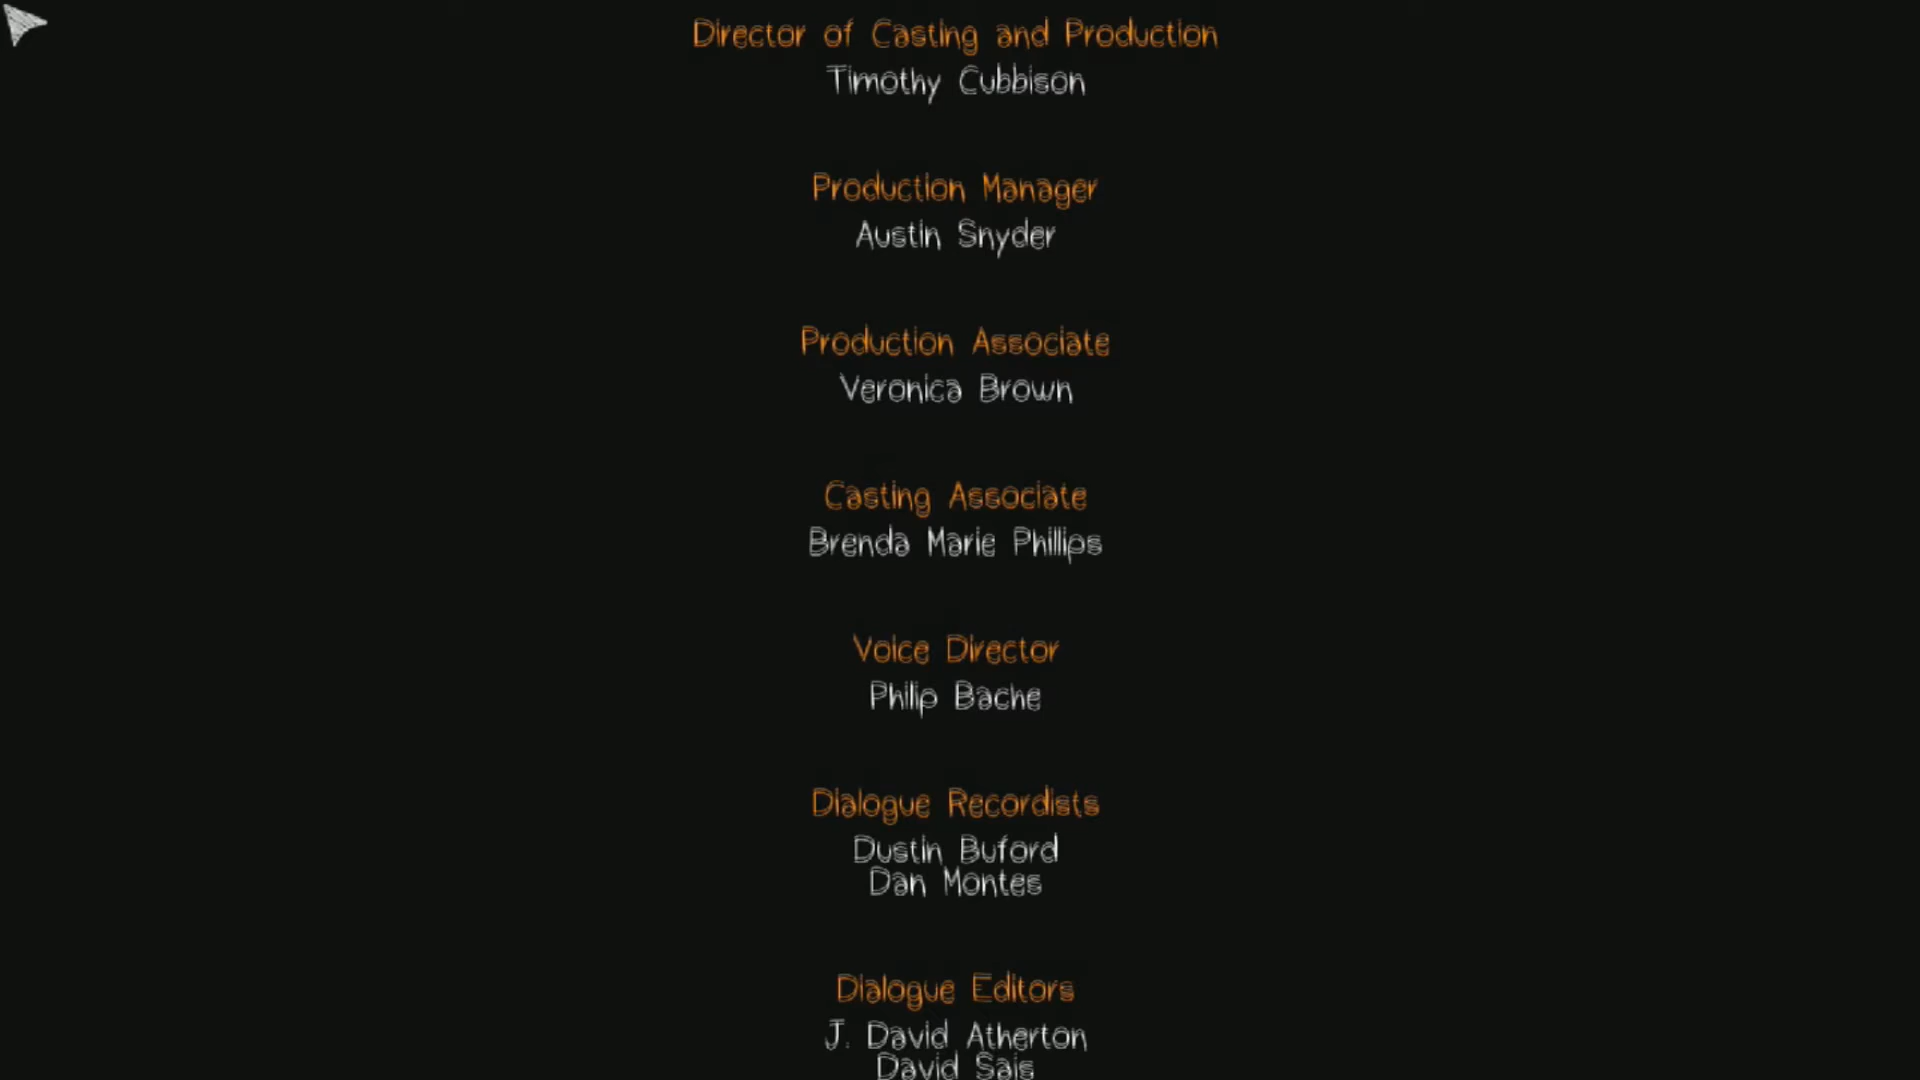 Director of Casting and Production
Timothy Cubbison
Production Manager
Austin Snyder
Production Associate
Veronica Brown
Casting Associate
Brenda Marie Phillips
Voice Director
Philip Bache
Dialogue Recordists
Dustin Buford
Dan Montes
Dialogue Editors
J. David Atherton
David Sais